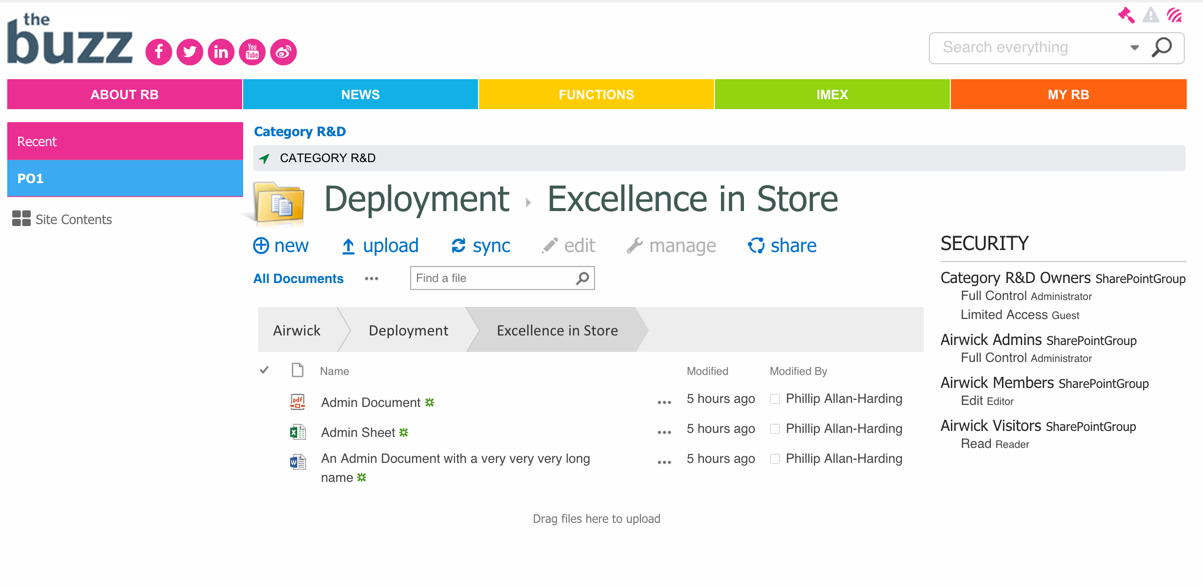 the
buzz
You
Tube
Search everything
ABOUT RB NEWS FUNCTIONS IMEX MY RB
Recent
PO1
Site Contents
Category R&D
CATEGORY R&D
Deployment Excellence in Store
new upload sync edit manage share
All Documents ••• Find a file
Airwick Deployment Excellence in Store
Name Modified Modified By
Admin Document ••• 5 hours ago Phillip Allan-Harding
Admin Sheet ••• 5 hours ago Phillip Allan-Harding
An Admin Document with a very very very long ••• 5 hours ago Phillip Allan-Harding
name
Drag files here to upload
SECURITY
Category R&D Owners SharePointGroup
Full Control Administrator
Limited Access Guest
Airwick Admins SharePointGroup
Full Control Administrator
Airwick Members SharePointGroup
Edit Editor
Airwick Visitors SharePointGroup
Read Reader